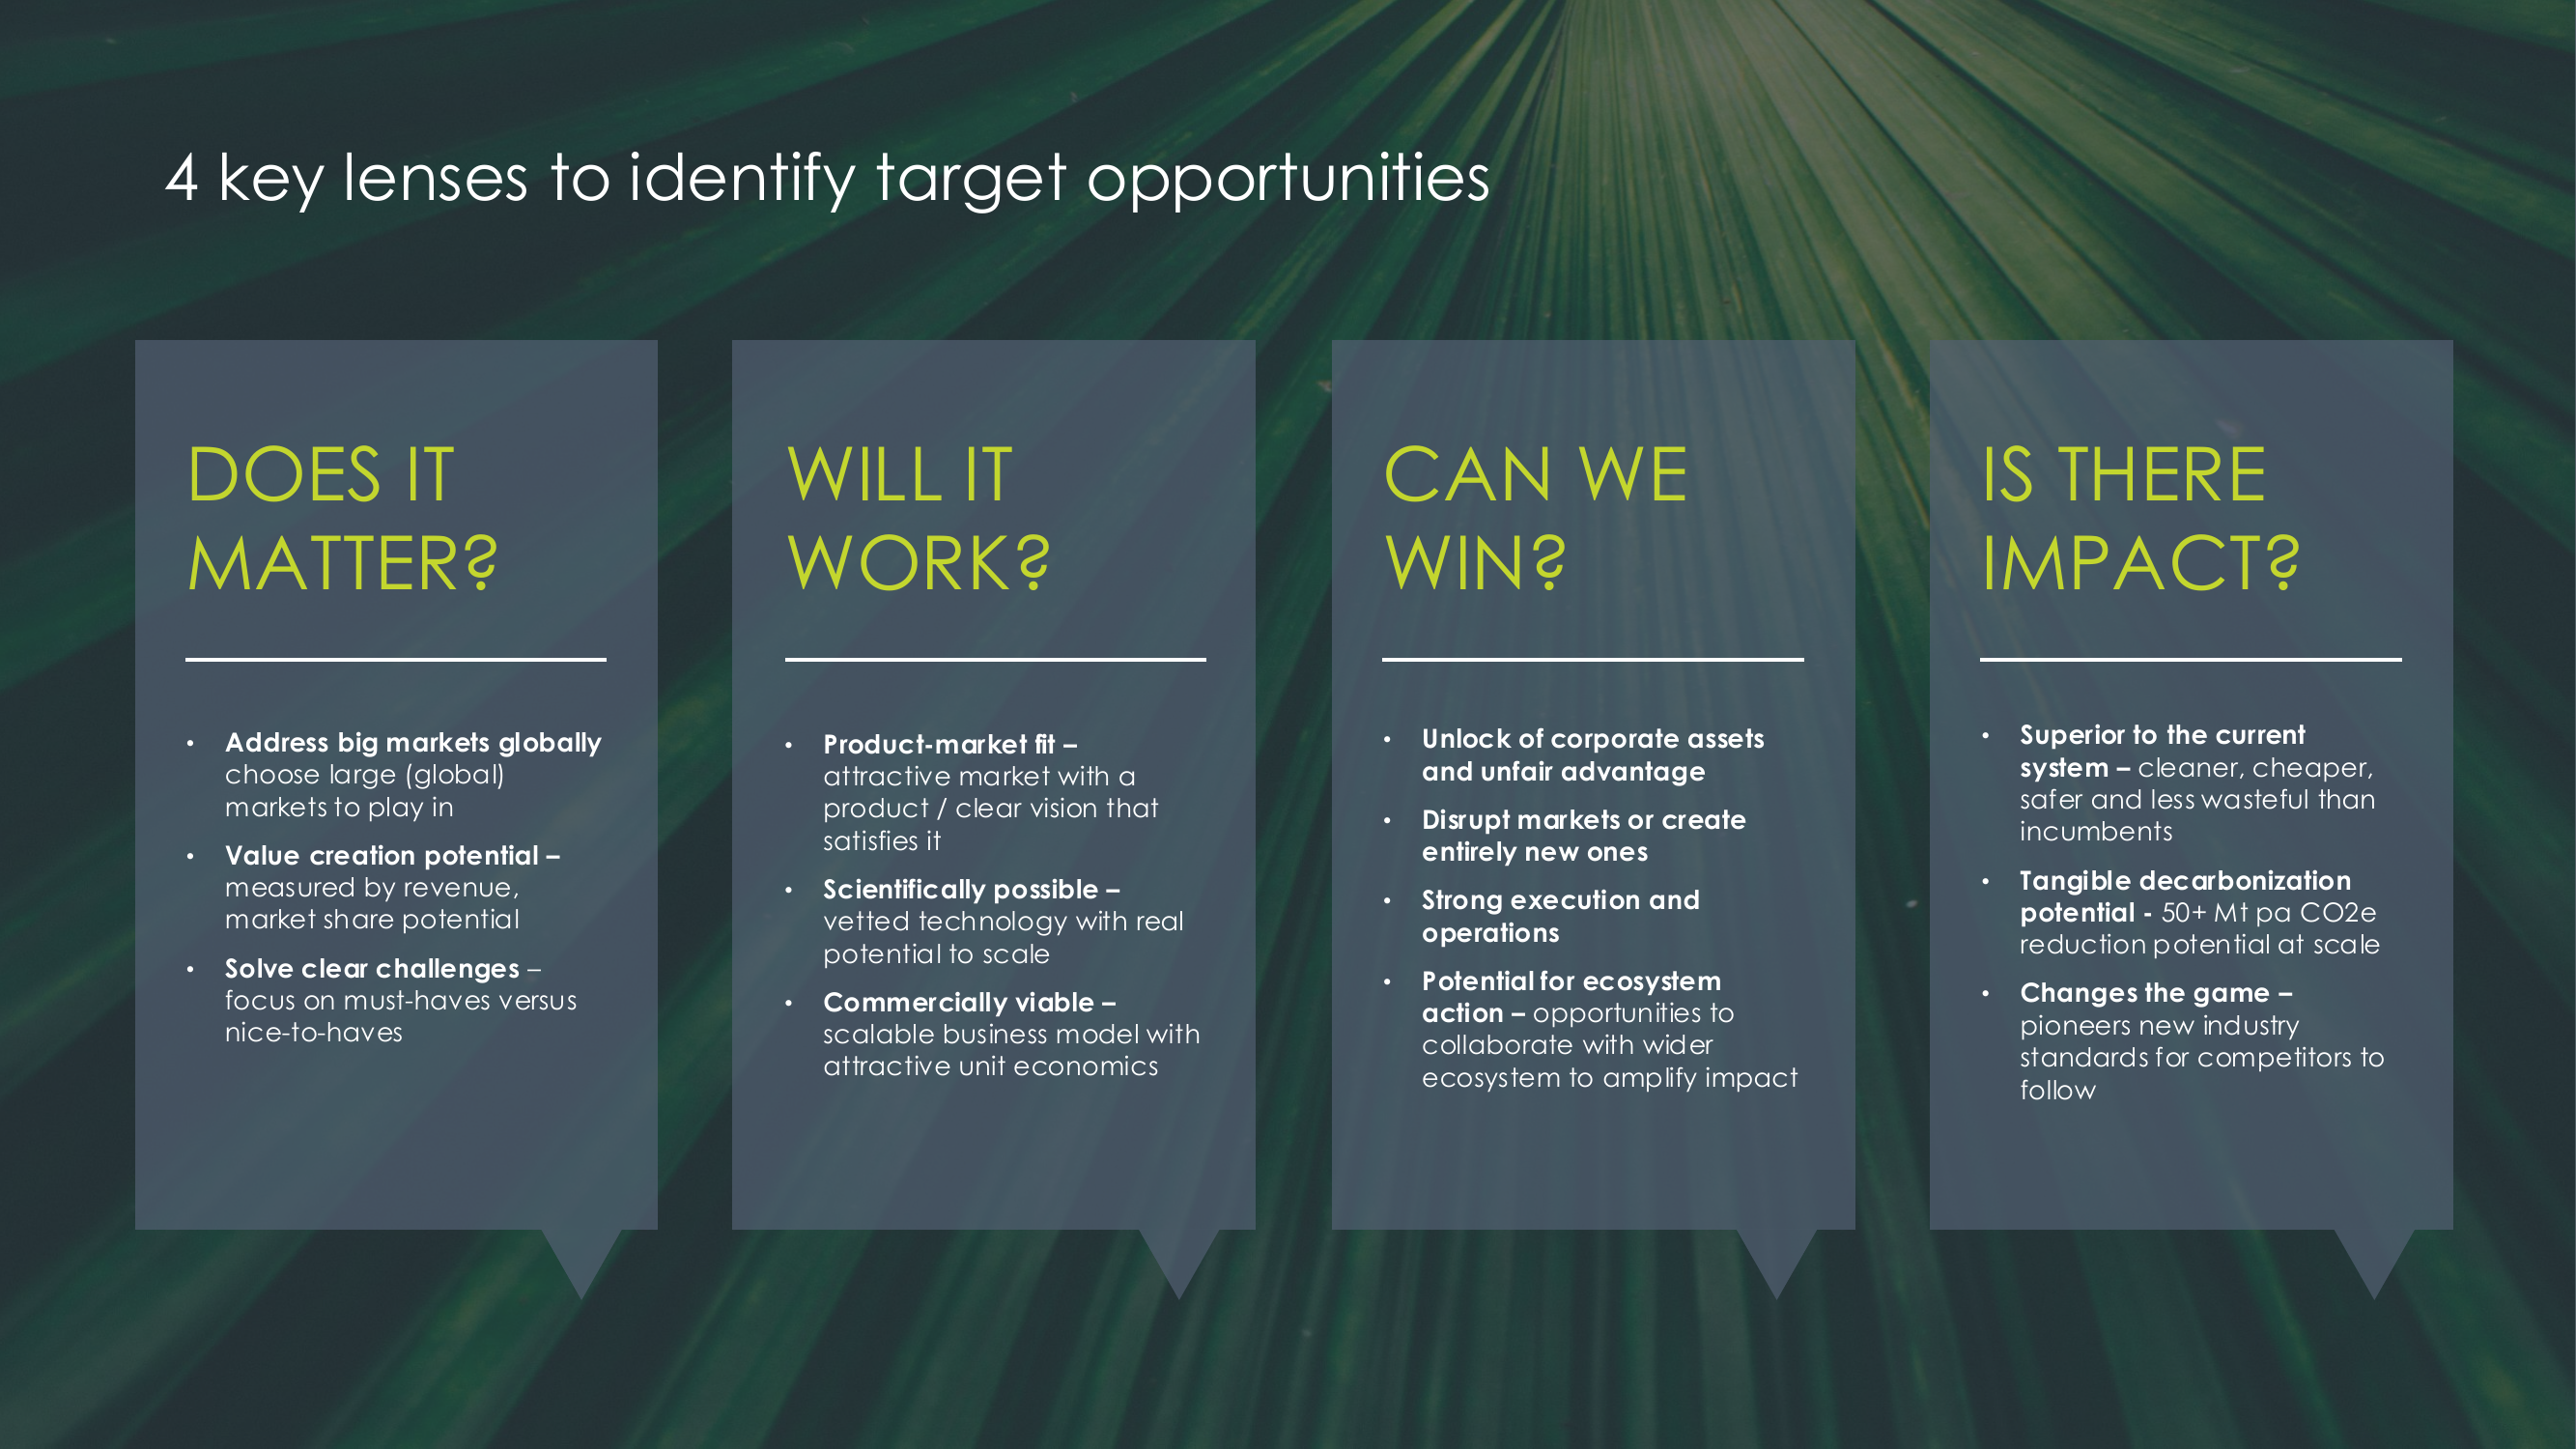 4 key lenses to identify target opportunities
DOES IT
MATTER?
• Address big markets globally
choose large (global)
markets to play in
• Value creation potential –
measured by revenue,
market share potential
• Solve clear challenges –
focus on must-haves versus
nice-to-haves
WILL IT
WORK?
• Product-market fit –
attractive market with a
product / clear vision that
satisfies it
• Scientifically possible –
vetted technology with real
potential to scale
• Commercially viable –
scalable business model with
attractive unit economics
CAN WE
WIN?
• Unlock of corporate assets
and unfair advantage
• Disrupt markets or create
entirely new ones
• Strong execution and
operations
• Potential for ecosystem
action – opportunities to
collaborate with wider
ecosystem to amplify impact
IS THERE
IMPACT?
• Superior to the current
system – cleaner, cheaper,
safer and less wasteful than
incumbents
• Tangible decarbonization
potential - 50+ Mt pa CO2e
reduction potential at scale
• Changes the game –
pioneers new industry
standards for competitors to
follow